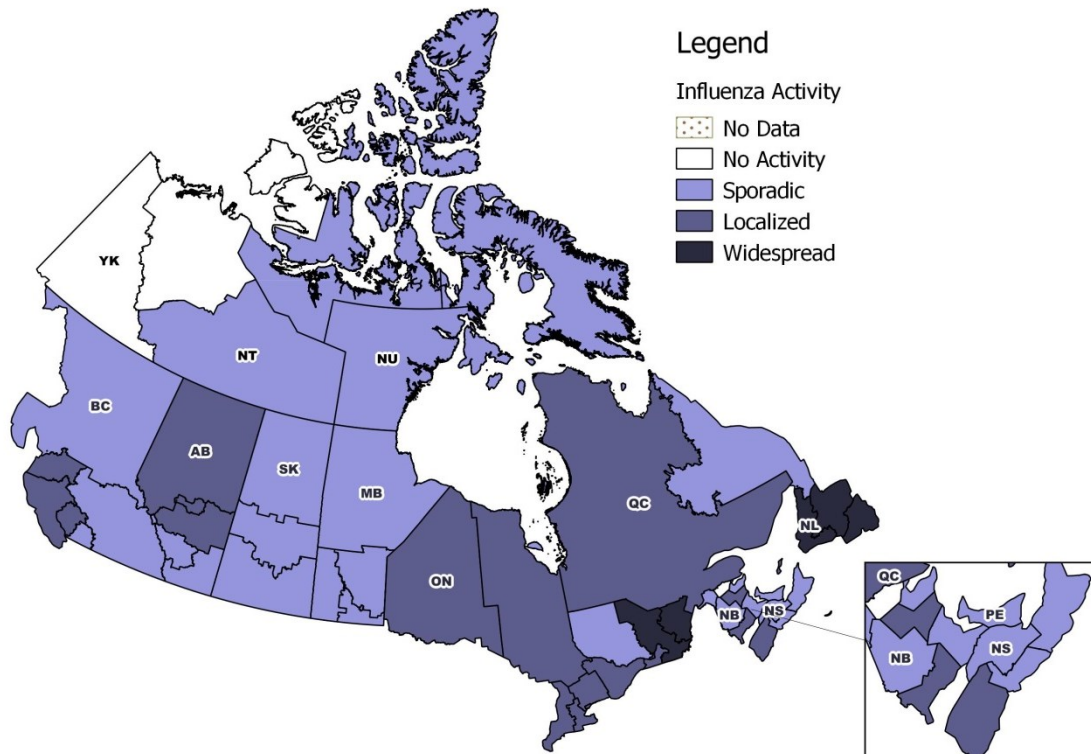 Legend
Influenza Activity
No Data
No Activity
Sporadic
Localized
Widespread
YK
NT
NU
BC
AB
SK
MB
QC
NL
ON
NB
NS
QC
PE
NS
NB